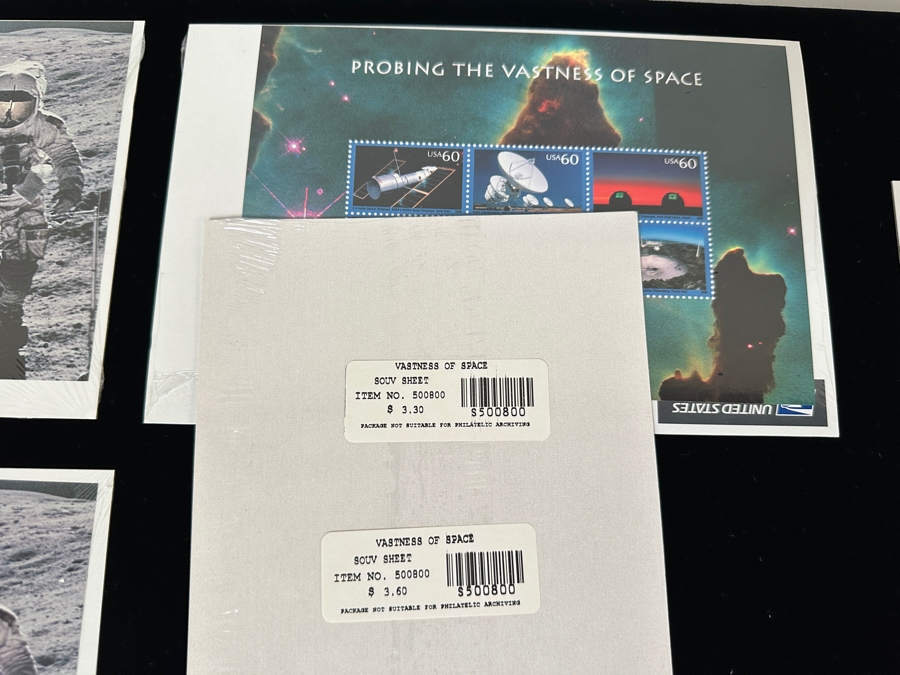 PROBING THE VASTNESS OF SPACE
USA60
USA60
USA60
UNITED STATES
VASTNESS OF SPACE
SOUV SHEET
ITEM NO. 500800
$ 3.30
S500800
PACKAGE NOT SUITABLE FOR PHILATELIC ARCHIVING
VASTNESS OF SPACE
SOUV SHEET
ITEM NO. 500800
$ 3.60
S500800
PACKAGE NOT SUITABLE FOR PHILATELIC ARCHIVING